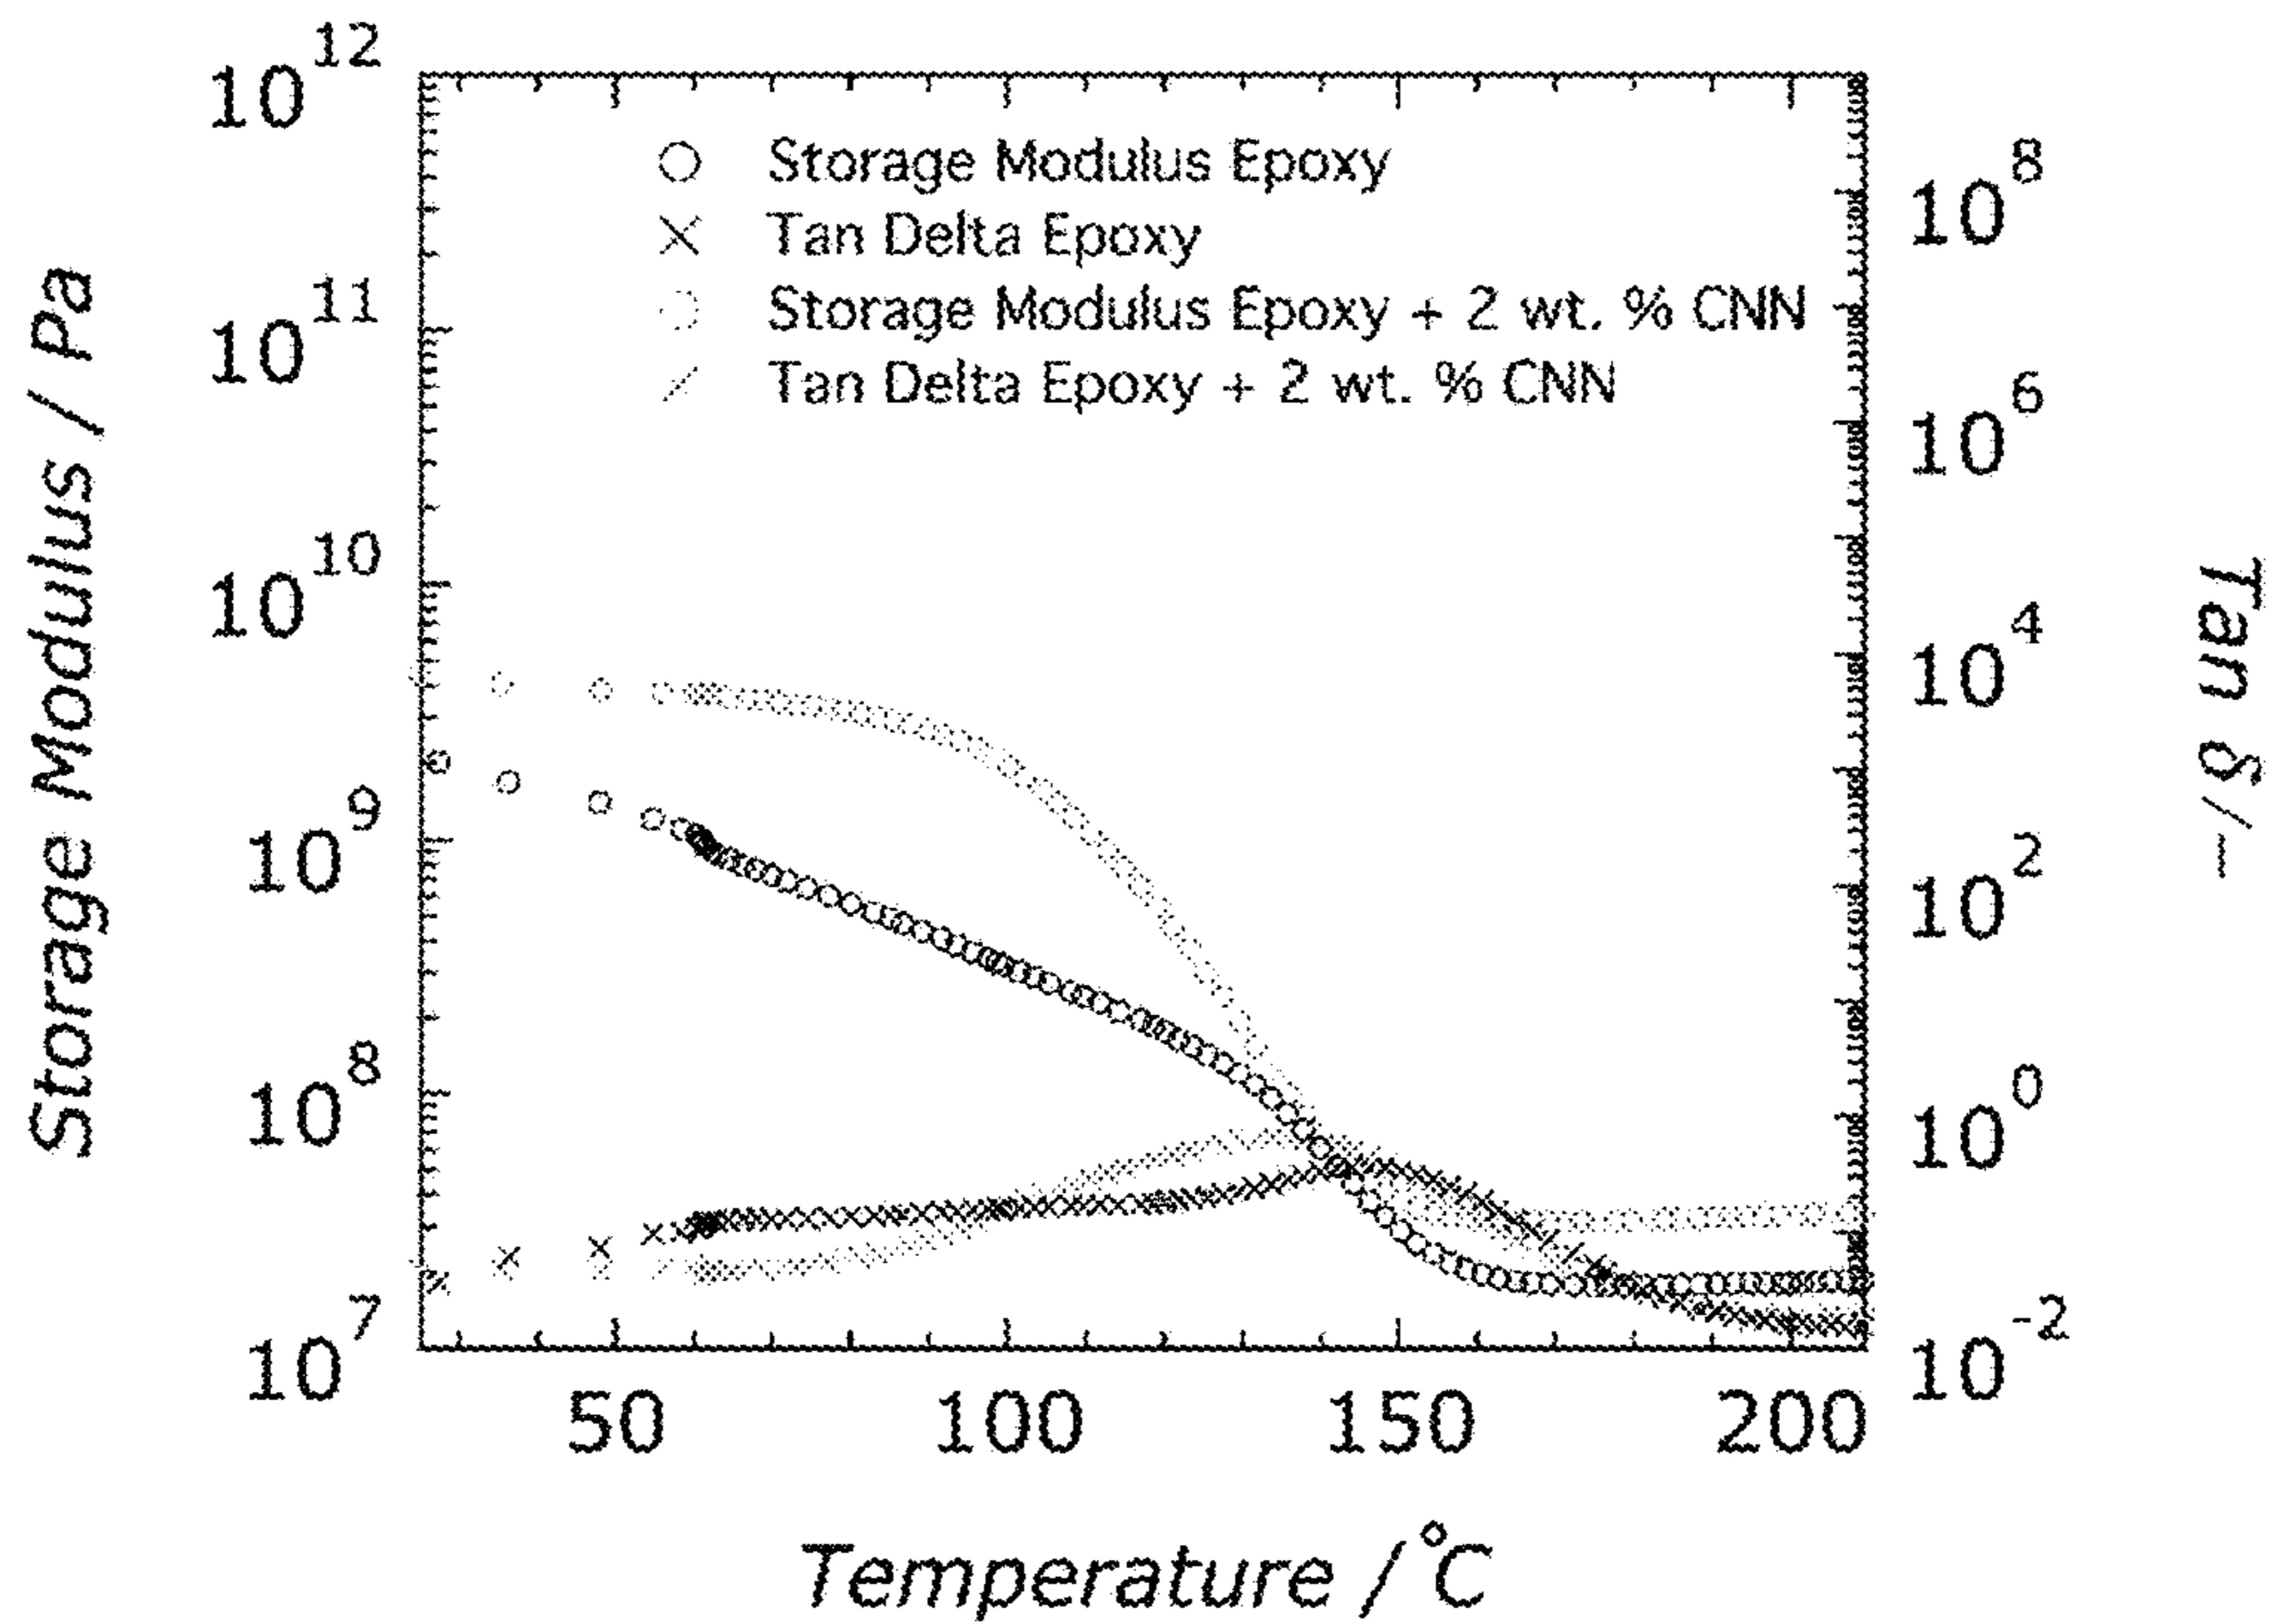 Storage Modulus / Pa
10^12
10^11
10^10
10^9
10^8
10^7
Storage Modulus Epoxy
Tan Delta Epoxy
Storage Modulus Epoxy + 2 wt. % CNN
Tan Delta Epoxy + 2 wt. % CNN
10^8
10^6
10^4
10^2
10^0
10^-2
Tan δ /–
50 100 150 200
Temperature /°C